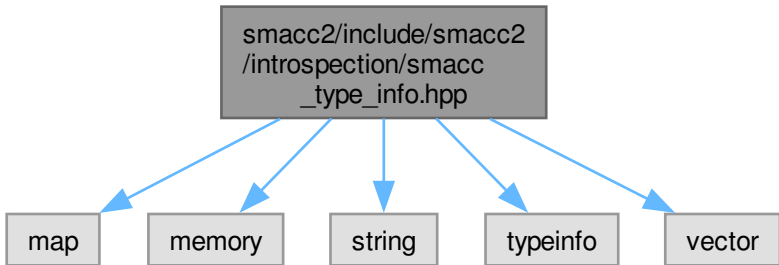 smacc2/include/smacc2
/introspection/smacc
_type_info.hpp
map
memory
string
typeinfo
vector